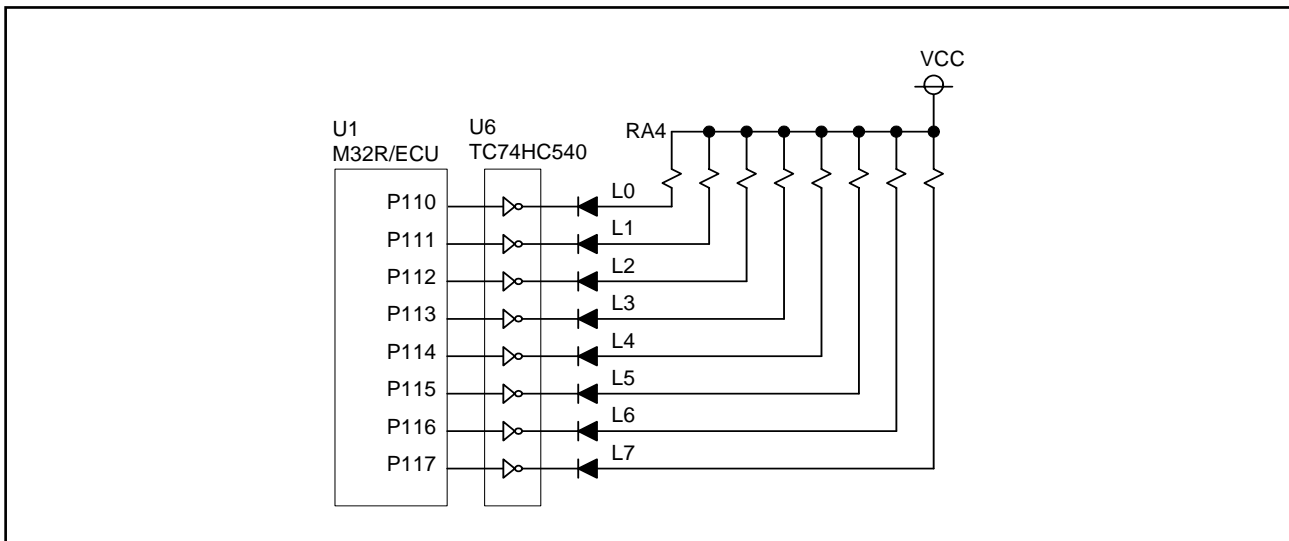 VCC
RA4
U1
M32R/ECU
U6
TC74HC540
P110
L0
P111
L1
P112
L2
P113
L3
P114
L4
P115
L5
P116
L6
P117
L7